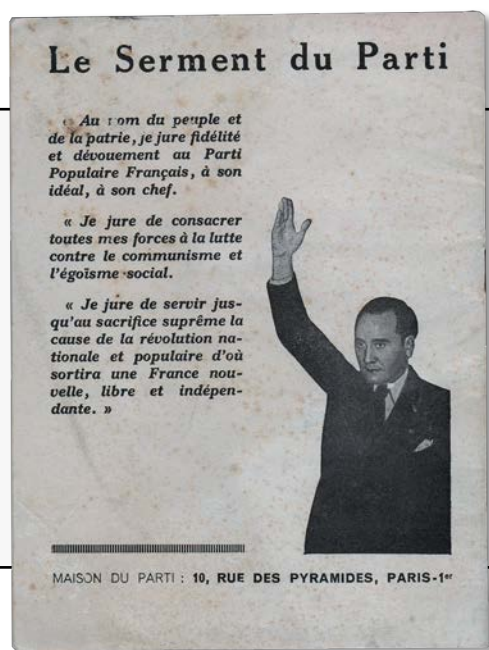 Le Serment du Parti
« Au nom du peuple et
de la patrie, je jure fidélité
et dévouement au Parti
Populaire Français, à son
idéal, à son chef.
« Je jure de consacrer
toutes mes forces à la lutte
contre le communisme et
l'égoïsme social.
« Je jure de servir jus-
qu'au sacrifice suprême la
cause de la révolution na-
tionale et populaire d'où
sortira une France nou-
velle, libre et indépen-
dante. »
MAISON DU PARTI : 10, RUE DES PYRAMIDES, PARIS-1er